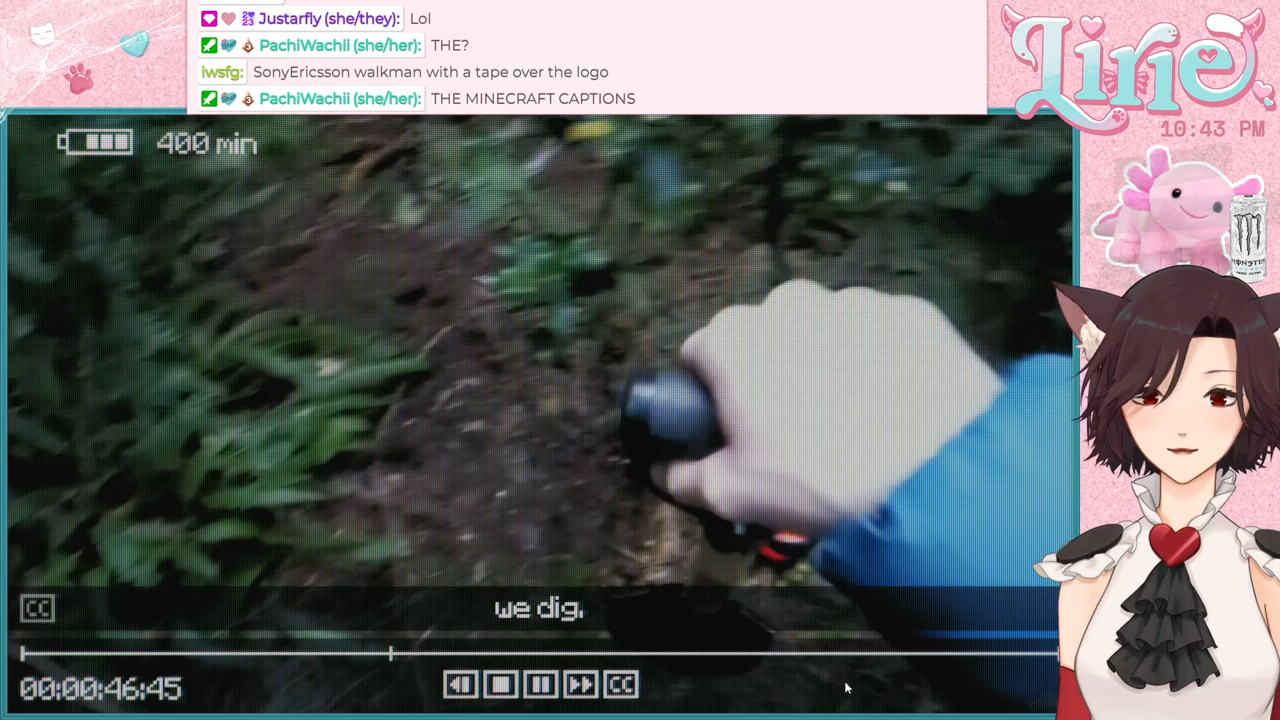 Justarfly (she/they): Lol
PachiWachii (she/her): THE?
iwsfg: SonyEricsson walkman with a tape over the logo
PachiWachii (she/her): THE MINECRAFT CAPTIONS
Lirie
10:43 PM
400 min
MONSTER
CC
we dig.
00:00:46:45
CC